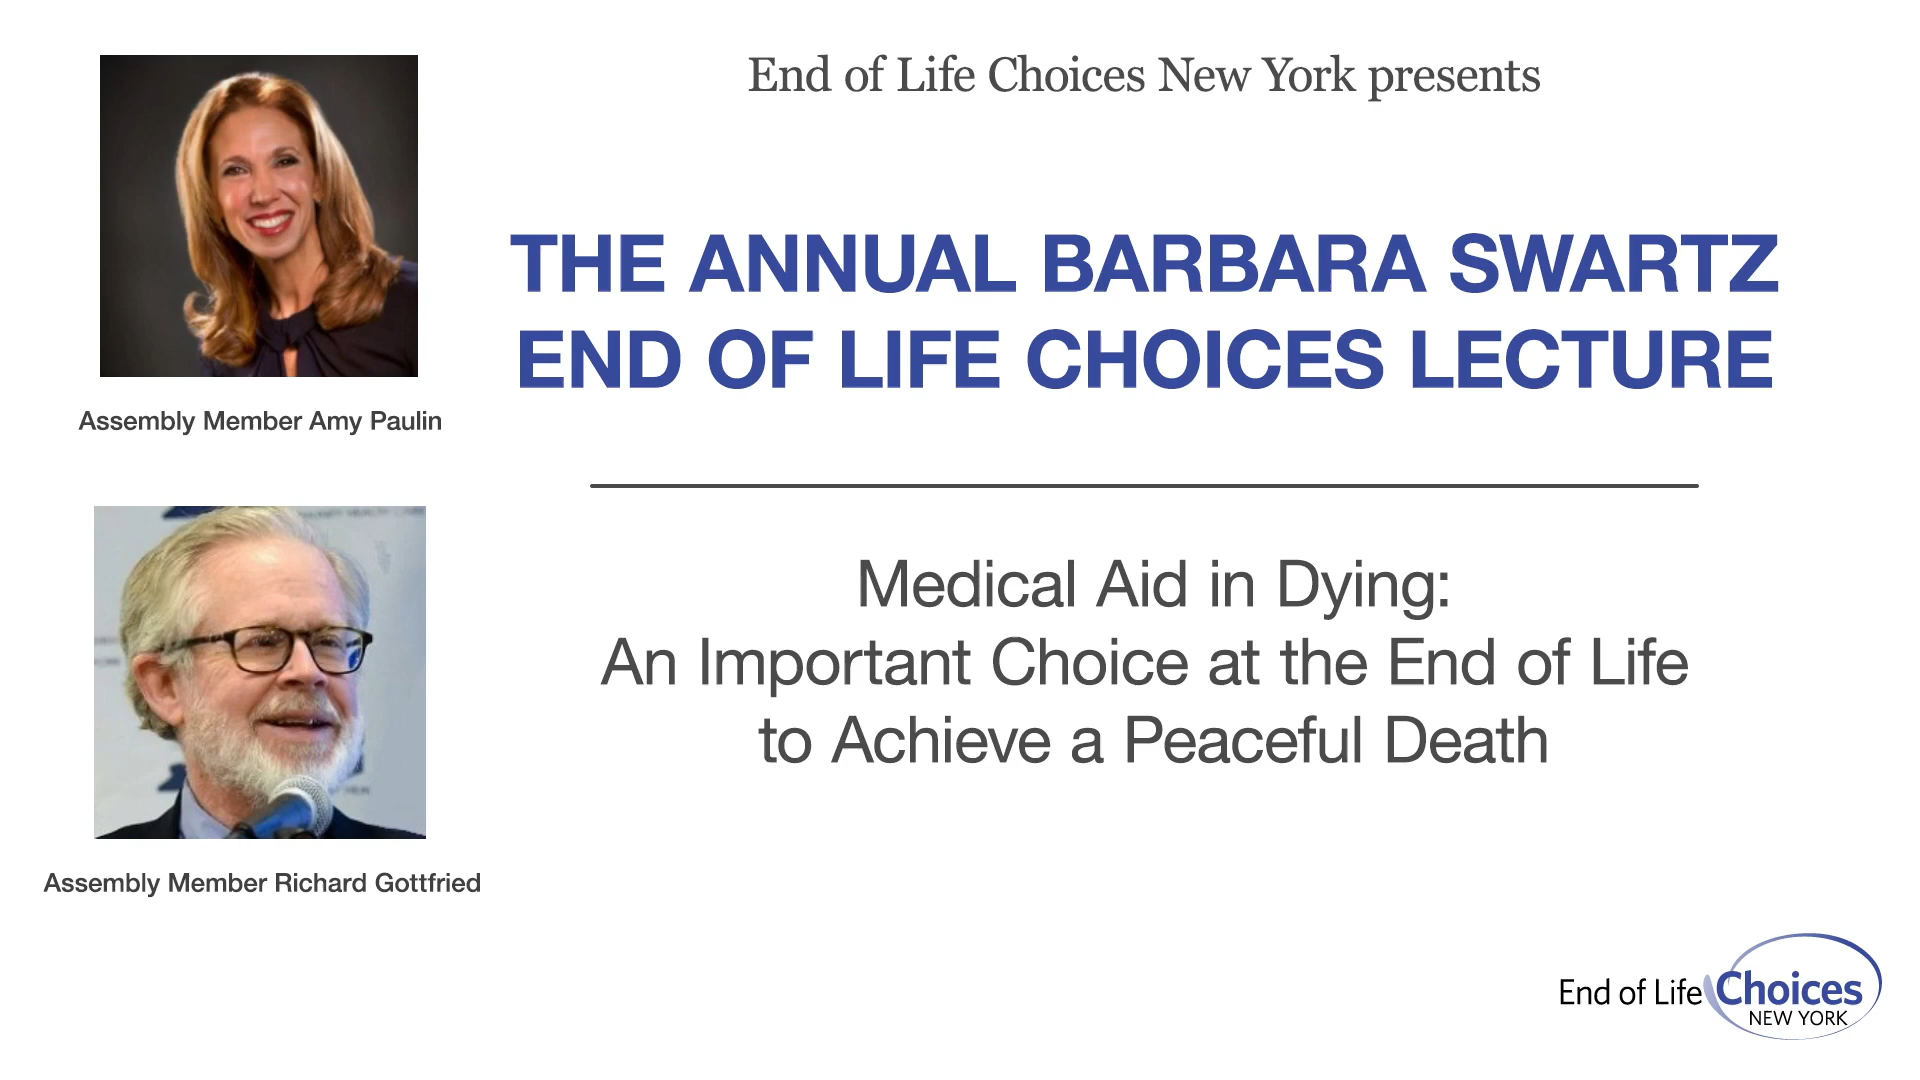 End of Life Choices New York presents
THE ANNUAL BARBARA SWARTZ
END OF LIFE CHOICES LECTURE
Assembly Member Amy Paulin
Medical Aid in Dying:
An Important Choice at the End of Life
to Achieve a Peaceful Death
Assembly Member Richard Gottfried
End of Life Choices
NEW YORK